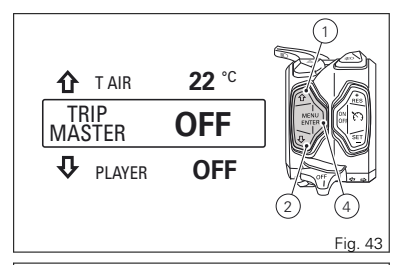 1
T AIR 22 °C
TRIP MASTER OFF
PLAYER OFF
MENU
ENTER
RES
ON
OFF
SET
OFF
2
4
Fig. 43